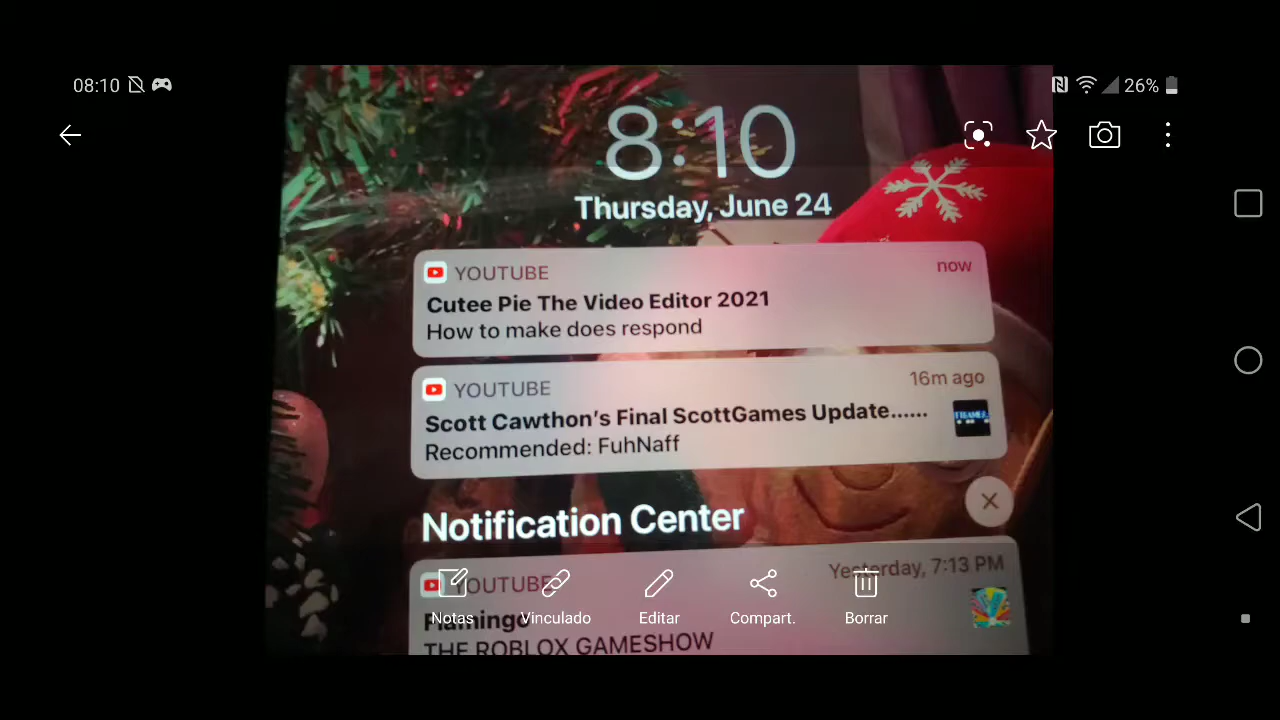 08:10
26%
8:10
Thursday, June 24
YOUTUBE
now
Cutee Pie The Video Editor 2021
How to make does respond
YOUTUBE
16m ago
Scott Cawthon's Final ScottGames Update......
Recommended: FuhNaff
Notification Center
YOUTUBE
Yesterday, 7:13 PM
Flamingo
THE ROBLOX GAMESHOW
Notas
Vinculado
Editar
Compart.
Borrar